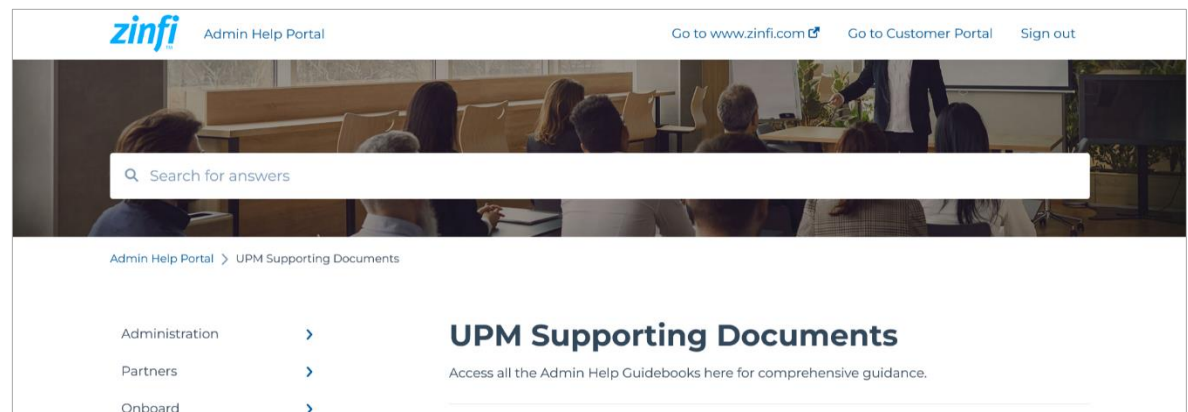 zinfi Admin Help Portal Go to www.zinfi.com Go to Customer Portal Sign out
Search for answers
Admin Help Portal > UPM Supporting Documents
Administration
Partners
Onboard
UPM Supporting Documents
Access all the Admin Help Guidebooks here for comprehensive guidance.